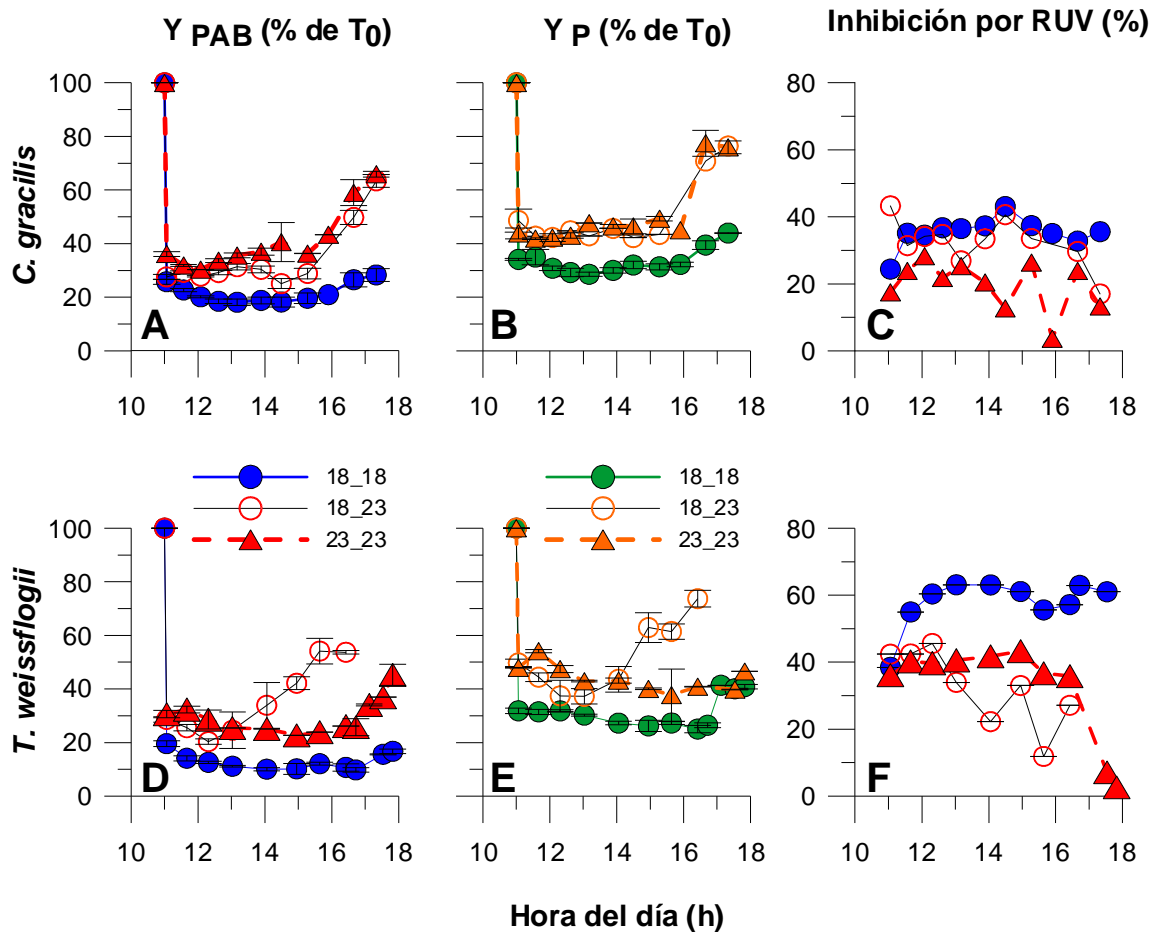 Y PAB (% de T0)
Y P (% de T0)
Inhibición por RUV (%)
C. gracilis
100
80
60
40
20
0
A
10 12 14 16 18
100
80
60
40
20
0
B
10 12 14 16 18
80
60
40
20
0
C
10 12 14 16 18
T. weissflogii
18_18
18_23
23_23
18_18
18_23
23_23
100
80
60
40
20
0
D
10 12 14 16 18
100
80
60
40
20
0
E
10 12 14 16 18
80
60
40
20
0
F
10 12 14 16 18
Hora del día (h)